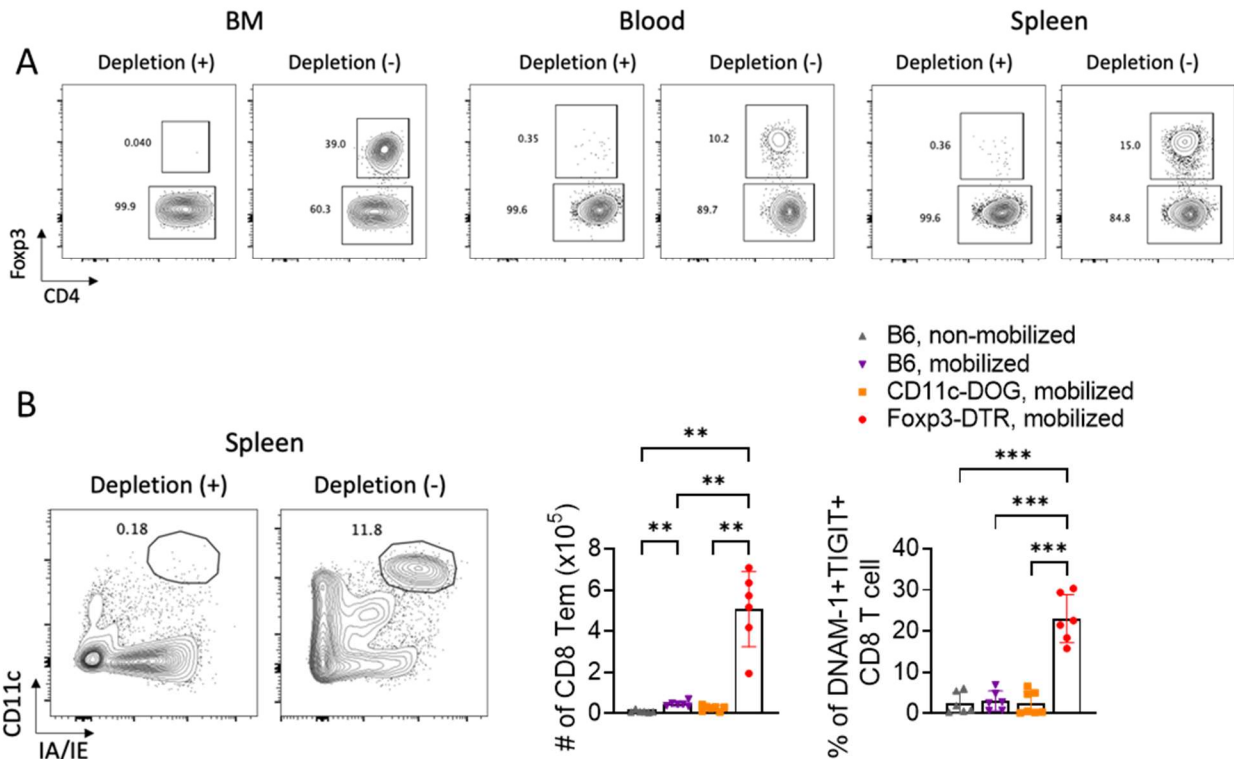 BM Blood Spleen
A
Depletion (+) Depletion (-) Depletion (+) Depletion (-) Depletion (+) Depletion (-)
0.040 39.0 0.35 10.2 0.36 15.0
99.9 60.3 99.6 89.7 99.6 84.8
Foxp3
CD4
B6, non-mobilized
B6, mobilized
CD11c-DOG, mobilized
Foxp3-DTR, mobilized
B
Spleen
Depletion (+) Depletion (-)
0.18 11.8
CD11c
IA/IE
# of CD8 Tem (x10⁵)
8
6
4
2
0
**
**
** **
% of DNAM-1+TIGIT+
CD8 T cell
40
30
20
10
0
***
***
***